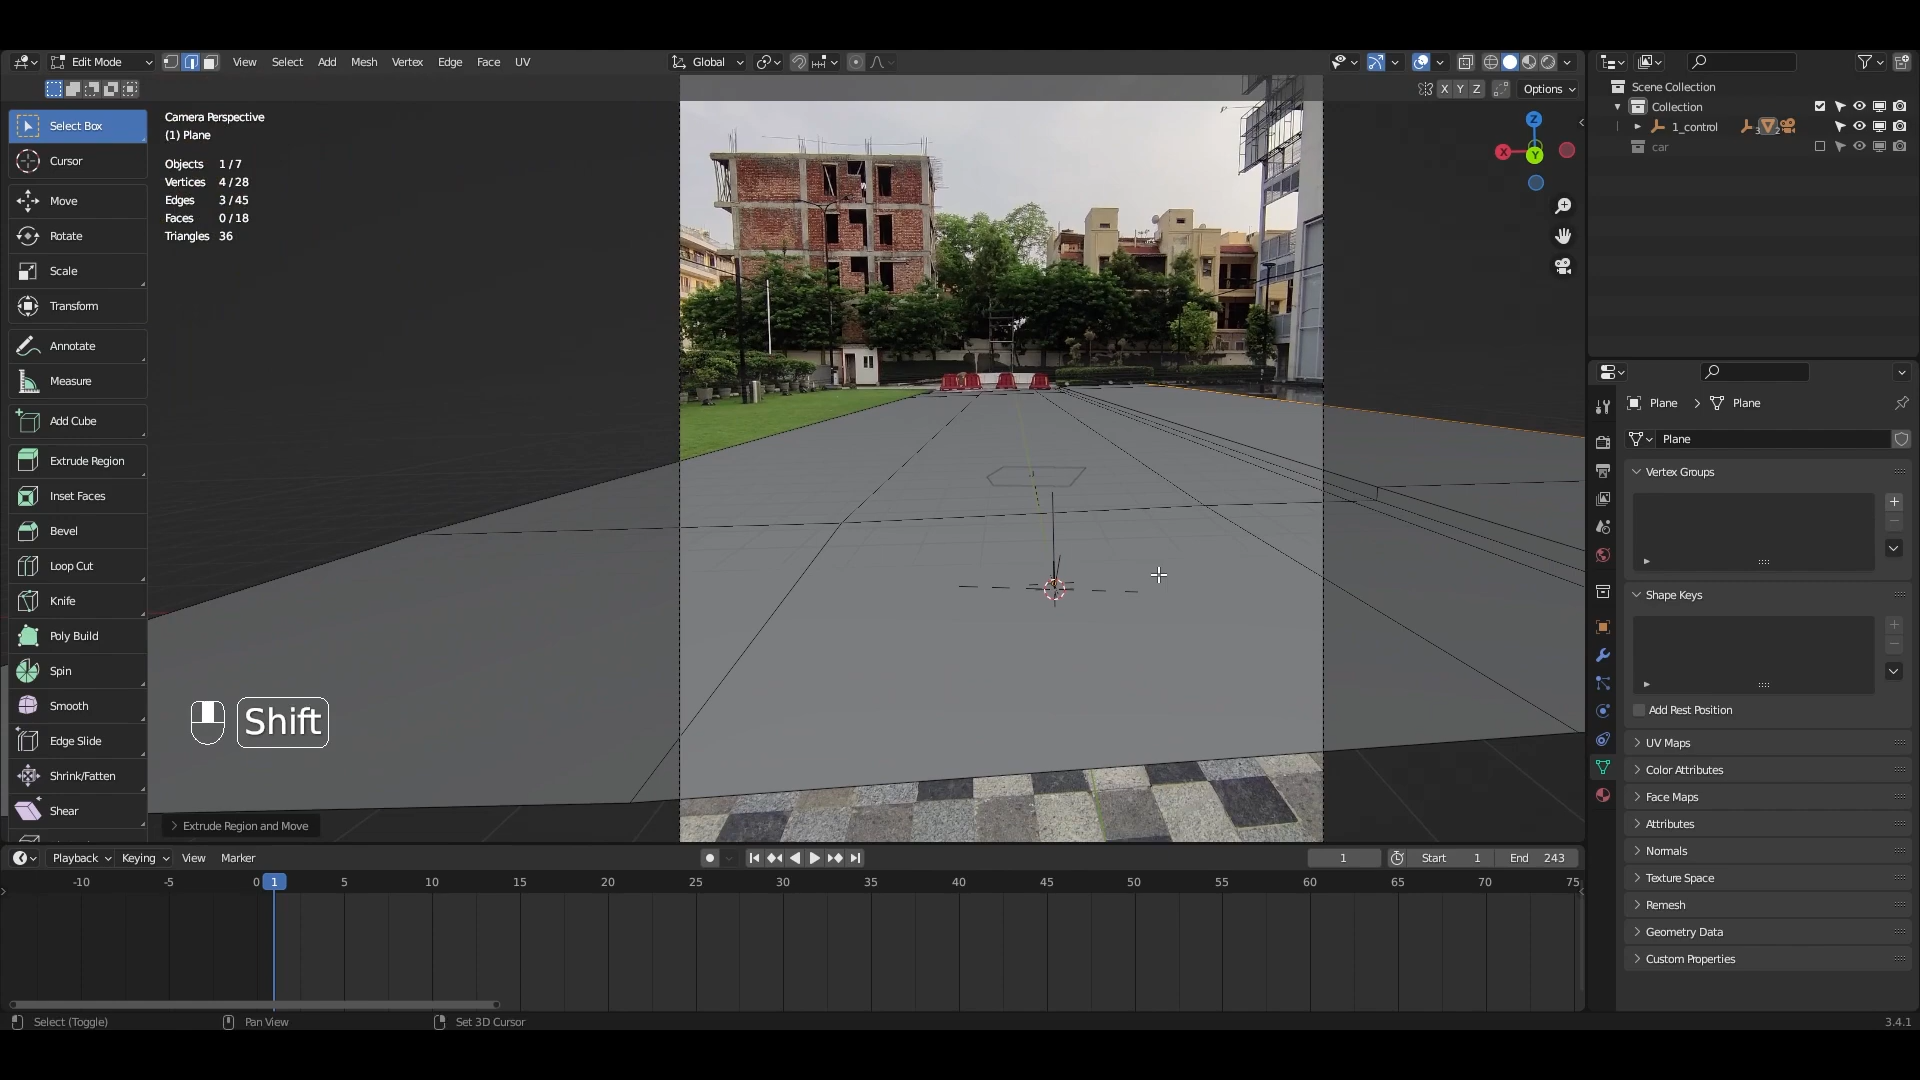 Edit Mode View Select Add Mesh Vertex Edge Face UV Global
X Y Z Options
Select Box
Cursor
Move
Rotate
Scale
Transform
Annotate
Measure
Add Cube
Extrude Region
Inset Faces
Bevel
Loop Cut
Knife
Poly Build
Spin
Smooth
Edge Slide
Shrink/Fatten
Shear
Camera Perspective
(1) Plane
Objects 1/7
Vertices 4/28
Edges 3/45
Faces 0/18
Triangles 36
Z
X
Y
Shift
Extrude Region and Move
Scene Collection
Collection
1_control 3 2
car
Plane > Plane
Plane
Vertex Groups
Shape Keys
Add Rest Position
UV Maps
Color Attributes
Face Maps
Attributes
Normals
Texture Space
Remesh
Geometry Data
Custom Properties
Playback Keying View Marker 1 Start 1 End 243
-10 -5 0 1 5 10 15 20 25 30 35 40 45 50 55 60 65 70 75
Select (Toggle) Pan View Set 3D Cursor 3.4.1